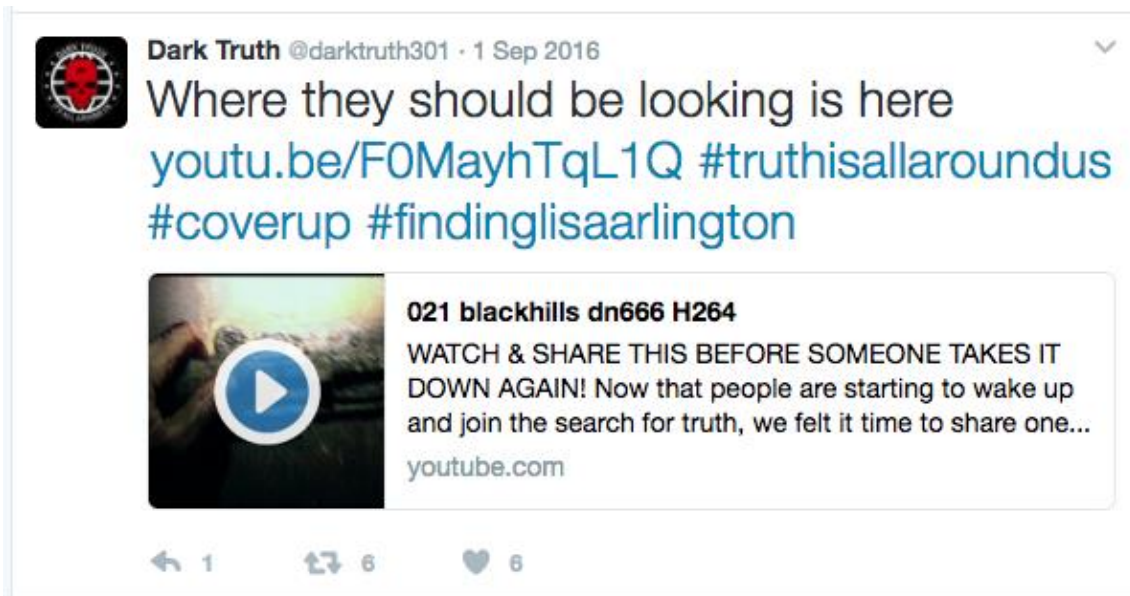 Dark Truth @darktruth301 · 1 Sep 2016
Where they should be looking is here
youtu.be/F0MayhTqL1Q #truthisallaroundus
#coverup #findinglisaarlington
021 blackhills dn666 H264
WATCH & SHARE THIS BEFORE SOMEONE TAKES IT
DOWN AGAIN! Now that people are starting to wake up
and join the search for truth, we felt it time to share one...
youtube.com
1 6 6